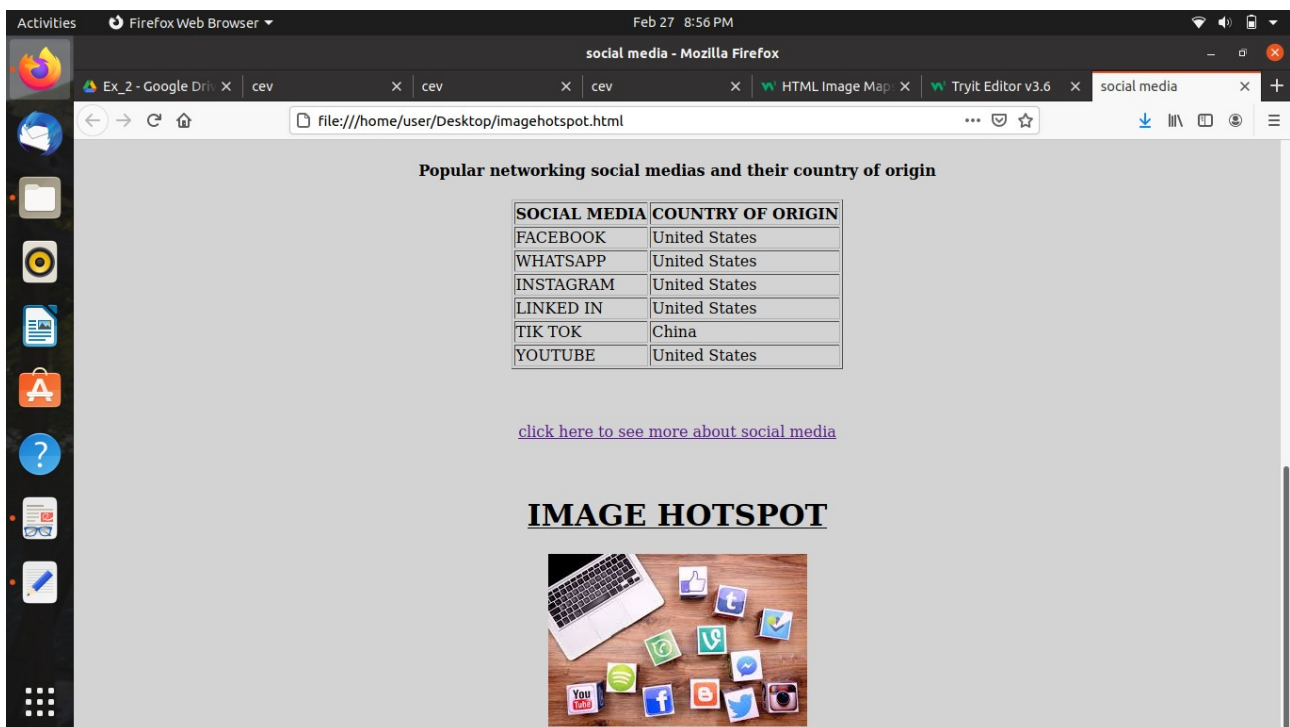 Activities Firefox Web Browser Feb 27 8:56 PM
social media - Mozilla Firefox
Ex_2 - Google Driv cev cev cev HTML Image Map Tryit Editor v3.6 social media
file:///home/user/Desktop/imagehotspot.html
Popular networking social medias and their country of origin
SOCIAL MEDIA COUNTRY OF ORIGIN
FACEBOOK United States
WHATSAPP United States
INSTAGRAM United States
LINKED IN United States
TIK TOK China
YOUTUBE United States
click here to see more about social media
IMAGE HOTSPOT
You
Tube